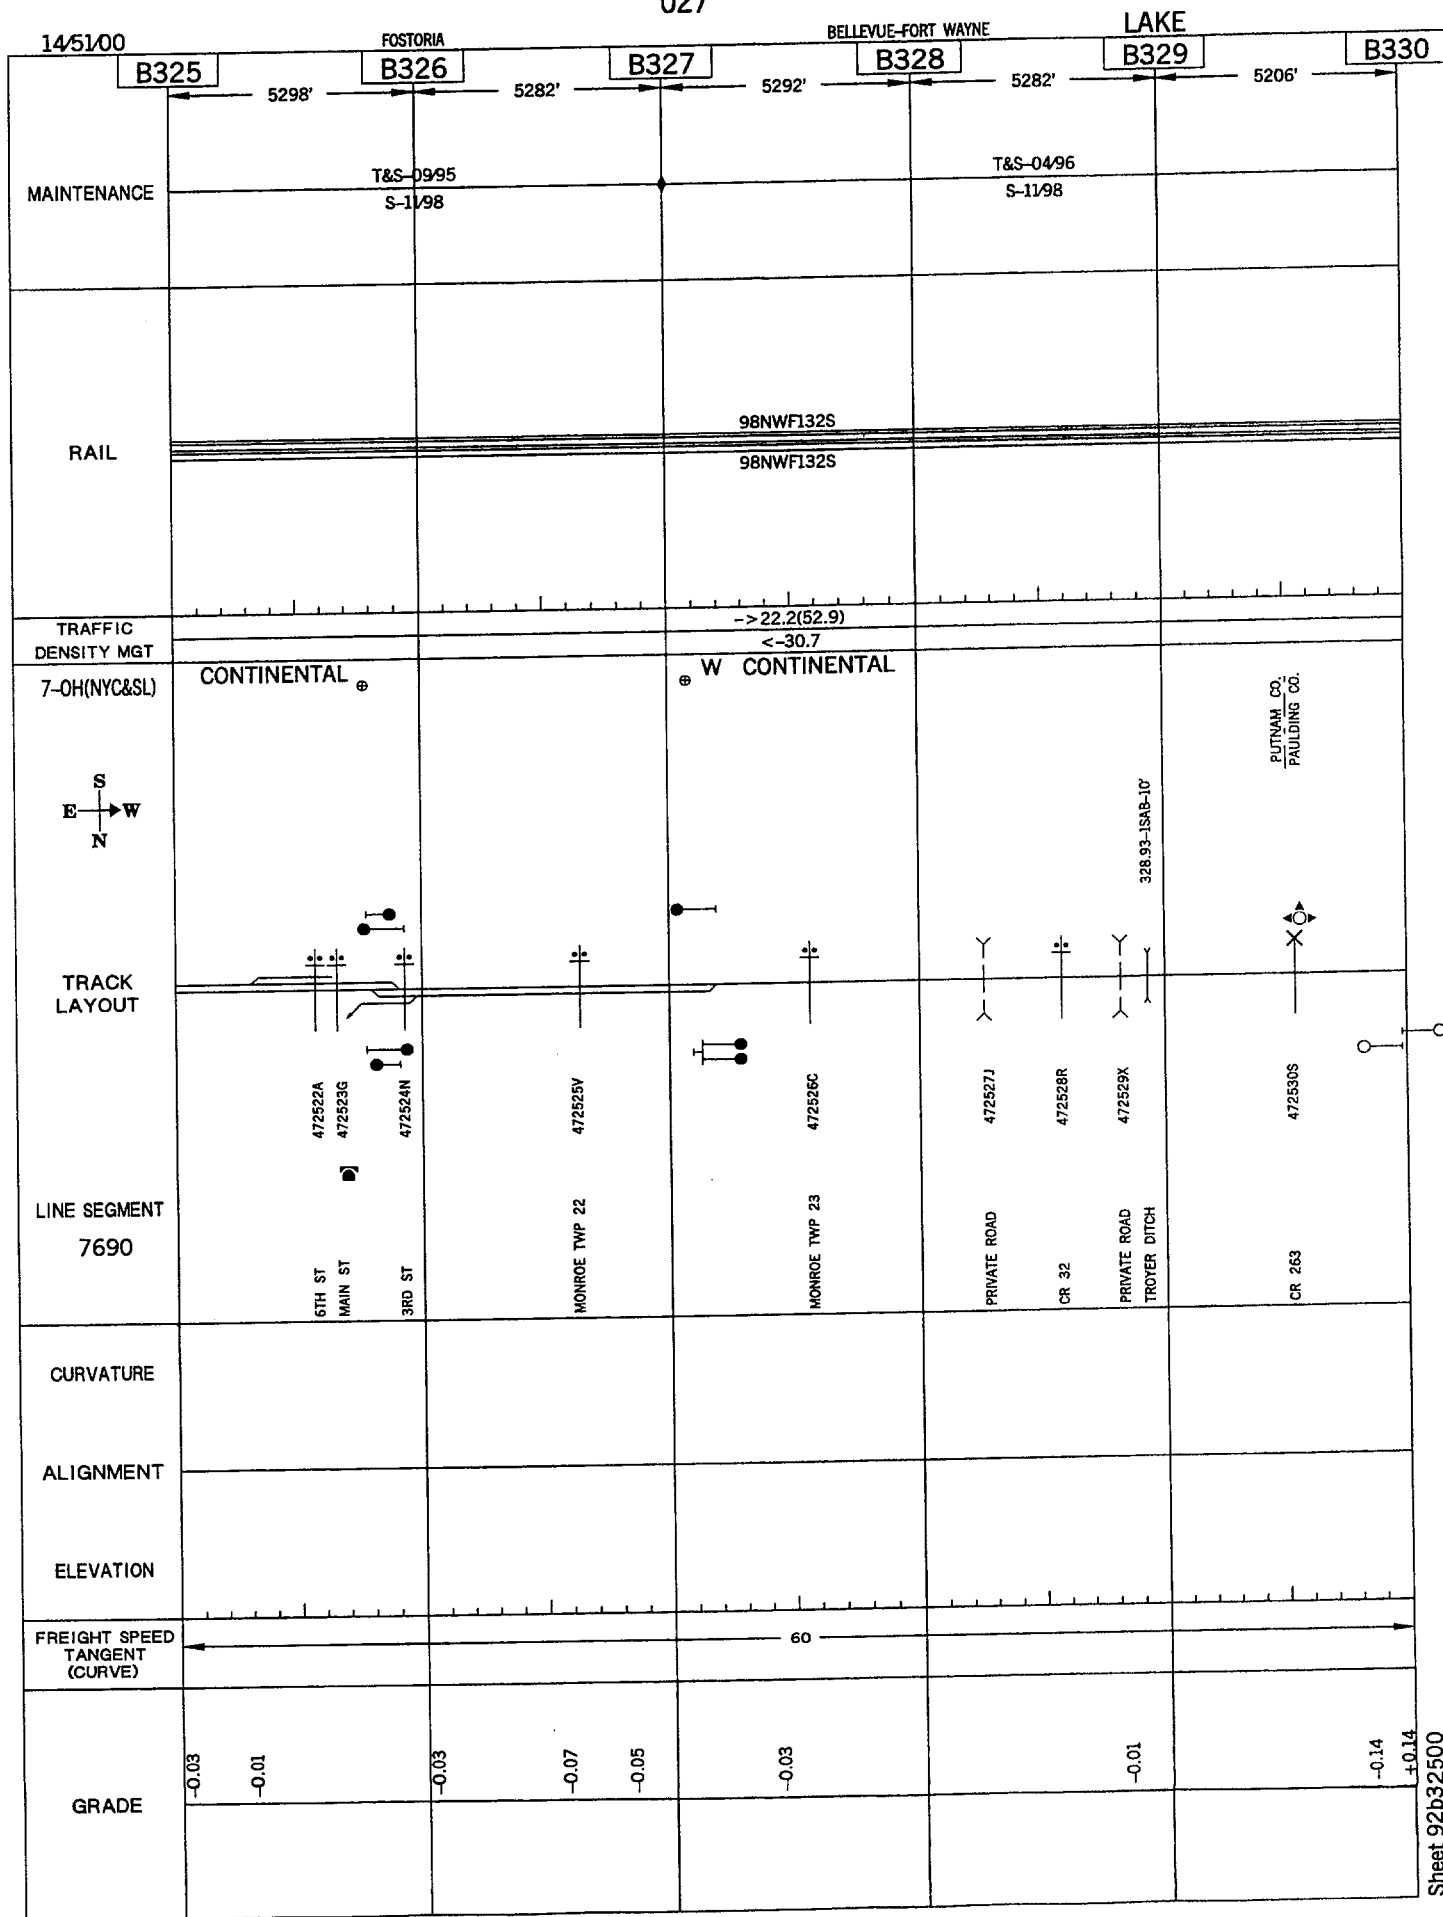 027
14/51/00
FOSTORIA
BELLEVUE-FORT WAYNE
LAKE
B325
B326
B327
B328
B329
B330
5298'
5282'
5292'
5282'
5206'
MAINTENANCE
T&S-09/95
S-11/98
T&S-04/96
S-11/98
RAIL
98NWF132S
98NWF132S
TRAFFIC
DENSITY MGT
->22.2(52.9)
<-30.7
7-OH(NYC&SL)
CONTINENTAL
W CONTINENTAL
PUTNAM CO.
PAULDING CO.
S
E W
N
328.93-1SAB-10'
TRACK
LAYOUT
472522A
472523G
472524N
472525V
472526C
472527J
472528R
472529X
472530S
LINE SEGMENT
7690
6TH ST
MAIN ST
3RD ST
MONROE TWP 22
MONROE TWP 23
PRIVATE ROAD
CR 32
PRIVATE ROAD
TROYER DITCH
CR 263
CURVATURE
ALIGNMENT
ELEVATION
FREIGHT SPEED
TANGENT
(CURVE)
60
GRADE
-0.03
-0.01
-0.03
-0.07
-0.05
-0.03
-0.01
-0.14
+0.14
Sheet 92b32500